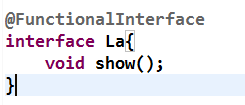 @FunctionalInterface
interface La{
    void show();
}